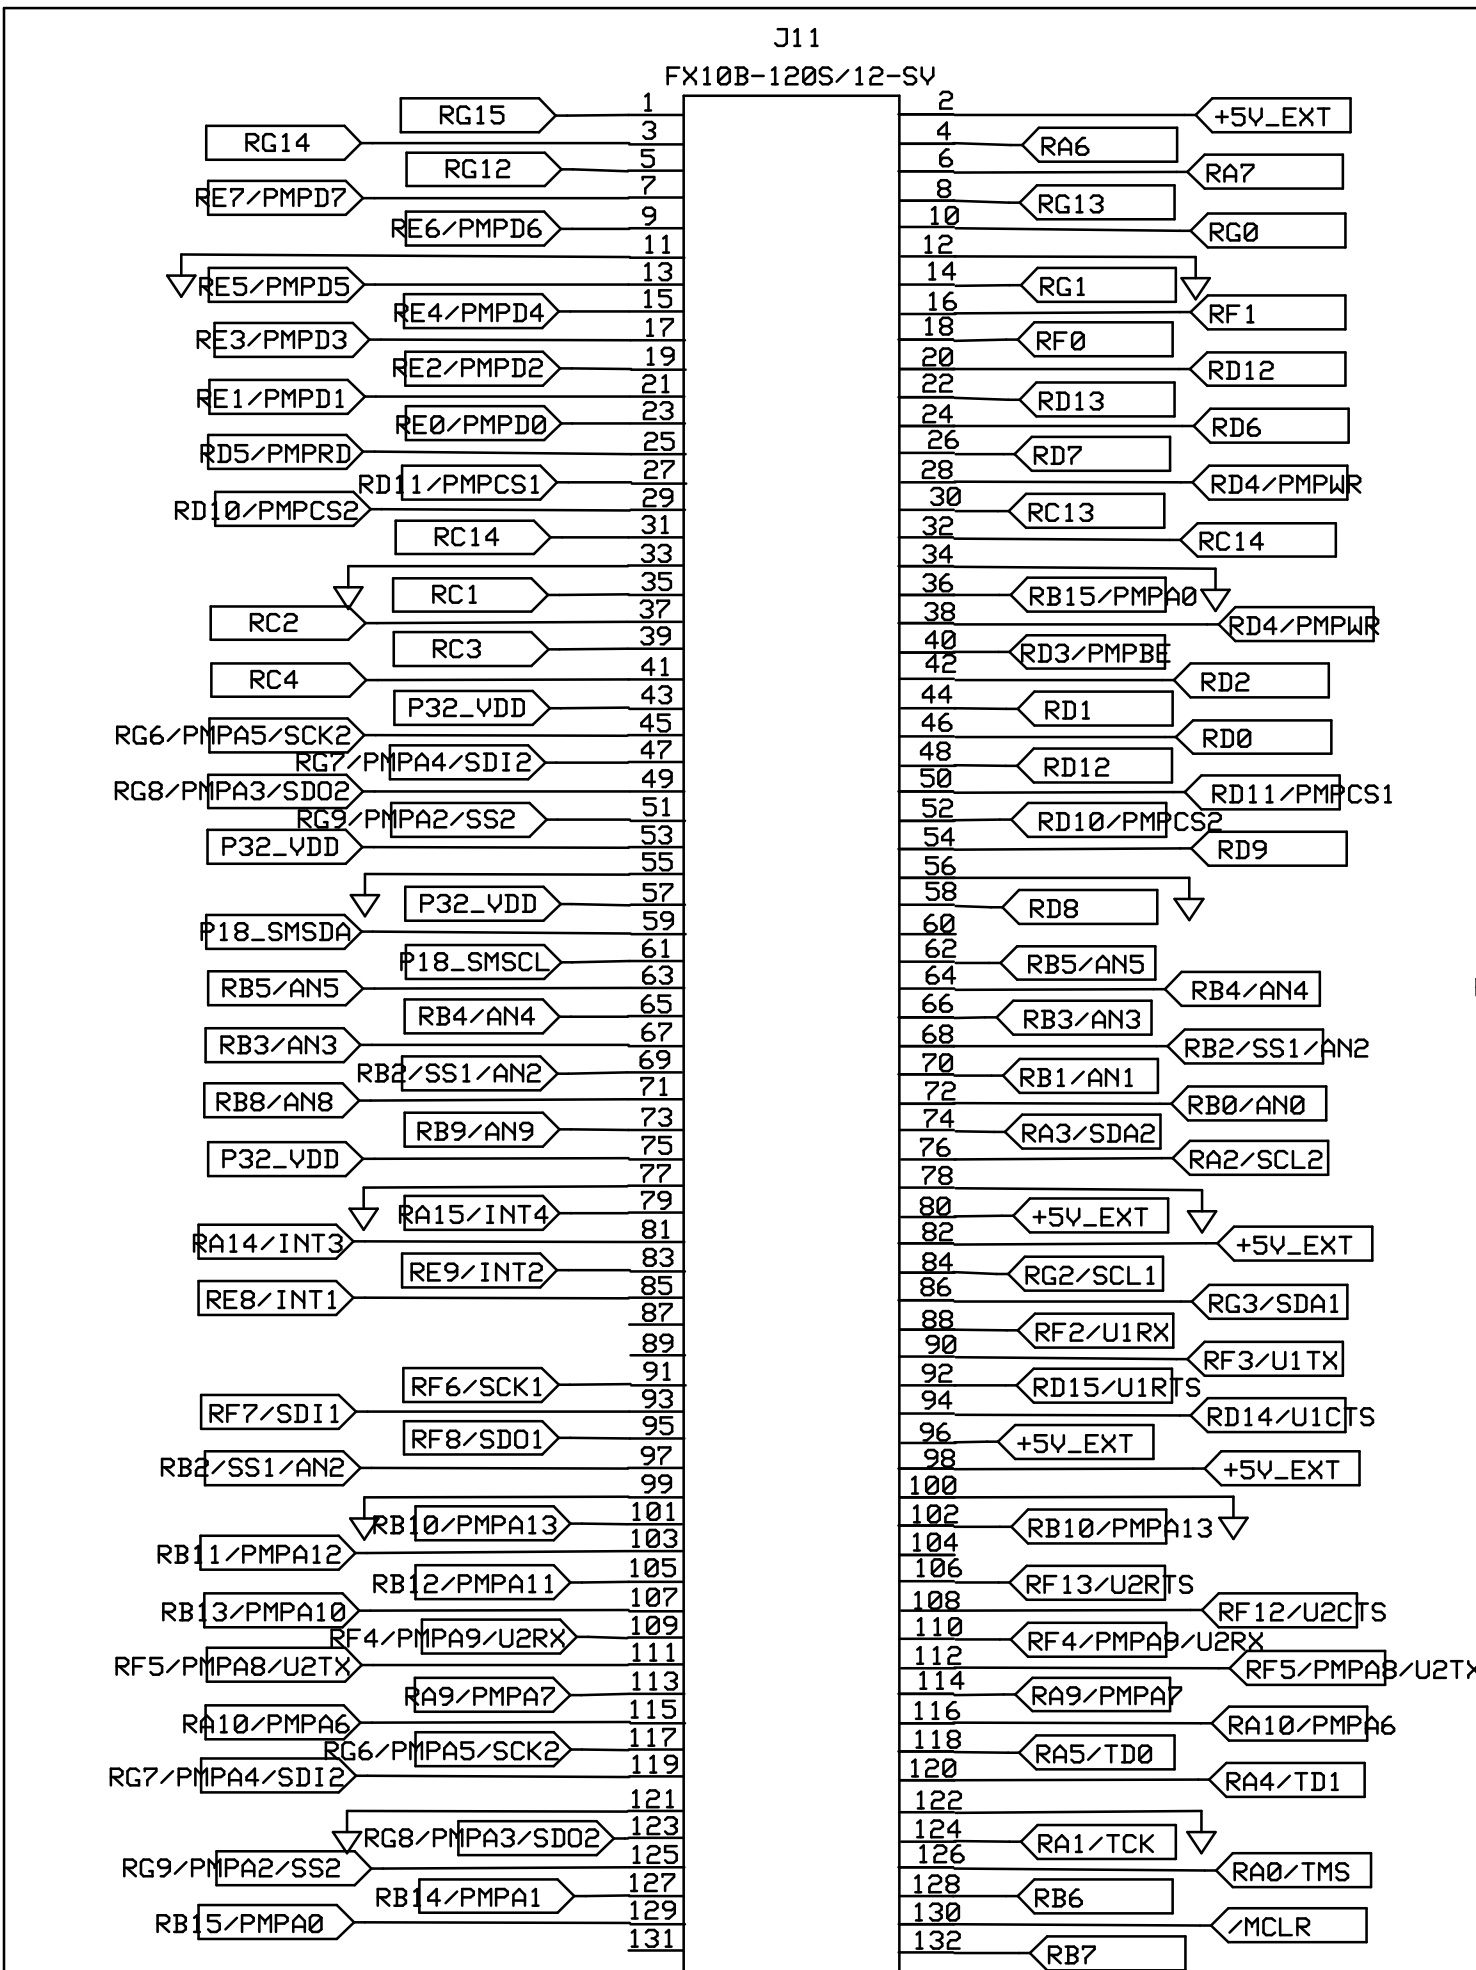 J11
FX10B-120S/12-SV
RG15 1 2 +5V_EXT
RG14 3 4 RA6
RG12 5 6 RA7
RE7/PMPD7 7 8 RG13
RE6/PMPD6 9 10 RG0
11 12
RE5/PMPD5 13 14 RG1
RE4/PMPD4 15 16 RF1
RE3/PMPD3 17 18 RF0
RE2/PMPD2 19 20 RD12
RE1/PMPD1 21 22 RD13
RE0/PMPD0 23 24 RD6
RD5/PMPRD 25 26 RD7
RD11/PMPCS1 27 28 RD4/PMPWR
RD10/PMPCS2 29 30 RC13
RC14 31 32 RC14
33 34
RC1 35 36 RB15/PMPA0
RC2 37 38 RD4/PMPWR
RC3 39 40 RD3/PMPBE
RC4 41 42 RD2
P32_VDD 43 44 RD1
RG6/PMPA5/SCK2 45 46 RD0
RG7/PMPA4/SDI2 47 48 RD12
RG8/PMPA3/SDO2 49 50 RD11/PMPCS1
RG9/PMPA2/SS2 51 52 RD10/PMPCS2
P32_VDD 53 54 RD9
55 56
P32_VDD 57 58 RD8
P18_SMSDA 59 60
P18_SMSCL 61 62 RB5/AN5
RB5/AN5 63 64 RB4/AN4
RB4/AN4 65 66 RB3/AN3
RB3/AN3 67 68 RB2/SS1/AN2
RB2/SS1/AN2 69 70 RB1/AN1
RB8/AN8 71 72 RB0/AN0
RB9/AN9 73 74 RA3/SDA2
P32_VDD 75 76 RA2/SCL2
77 78
RA15/INT4 79 80 +5V_EXT
RA14/INT3 81 82 +5V_EXT
RE9/INT2 83 84 RG2/SCL1
RE8/INT1 85 86 RG3/SDA1
87 88 RF2/U1RX
89 90 RF3/U1TX
RF6/SCK1 91 92 RD15/U1RTS
RF7/SDI1 93 94 RD14/U1CTS
RF8/SDO1 95 96 +5V_EXT
RB2/SS1/AN2 97 98 +5V_EXT
99 100
RB10/PMPA13 101 102 RB10/PMPA13
RB11/PMPA12 103 104
RB12/PMPA11 105 106 RF13/U2RTS
RB13/PMPA10 107 108 RF12/U2CTS
RF4/PMPA9/U2RX 109 110 RF4/PMPA9/U2RX
RF5/PMPA8/U2TX 111 112 RF5/PMPA8/U2TX
RA9/PMPA7 113 114 RA9/PMPA7
RA10/PMPA6 115 116 RA10/PMPA6
RG6/PMPA5/SCK2 117 118 RA5/TD0
RG7/PMPA4/SDI2 119 120 RA4/TD1
121 122
RG8/PMPA3/SDO2 123 124 RA1/TCK
RG9/PMPA2/SS2 125 126 RA0/TMS
RB14/PMPA1 127 128 RB6
RB15/PMPA0 129 130 /MCLR
131 132 RB7